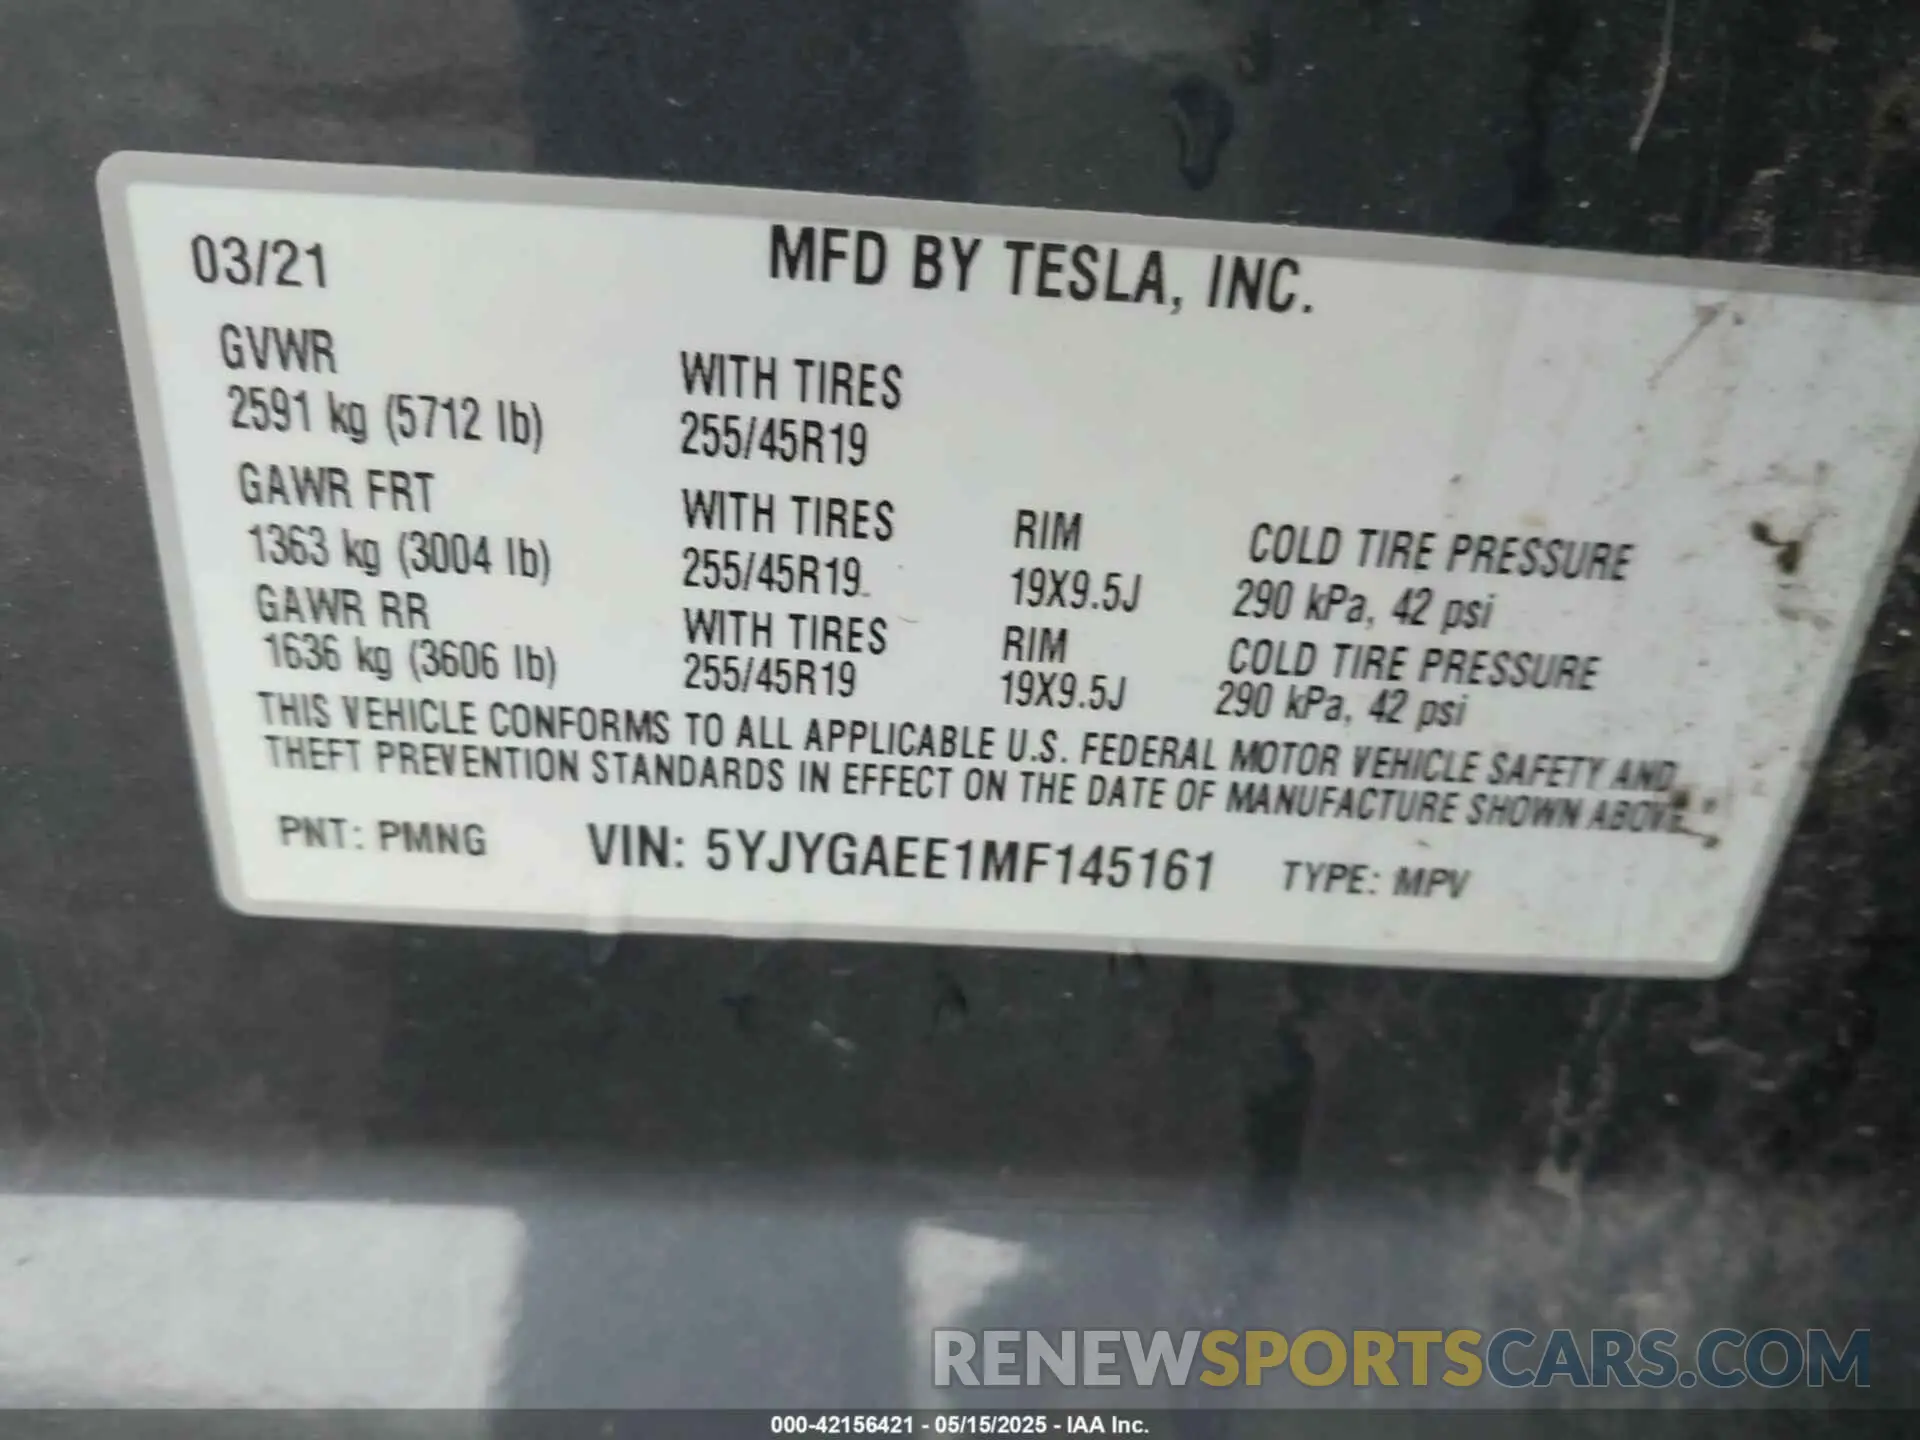 03/21 MFD BY TESLA, INC.
GVWR WITH TIRES
2591 kg (5712 lb) 255/45R19
GAWR FRT WITH TIRES RIM COLD TIRE PRESSURE
1363 kg (3004 lb) 255/45R19 19X9.5J 290 kPa, 42 psi
GAWR RR WITH TIRES RIM COLD TIRE PRESSURE
1636 kg (3606 lb) 255/45R19 19X9.5J 290 kPa, 42 psi
THIS VEHICLE CONFORMS TO ALL APPLICABLE U.S. FEDERAL MOTOR VEHICLE SAFETY AND
THEFT PREVENTION STANDARDS IN EFFECT ON THE DATE OF MANUFACTURE SHOWN ABOVE.
PNT: PMNG VIN: 5YJYGAEE1MF145161 TYPE: MPV
RENEWSPORTSCARS.COM
000-42156421 - 05/15/2025 - IAA Inc.